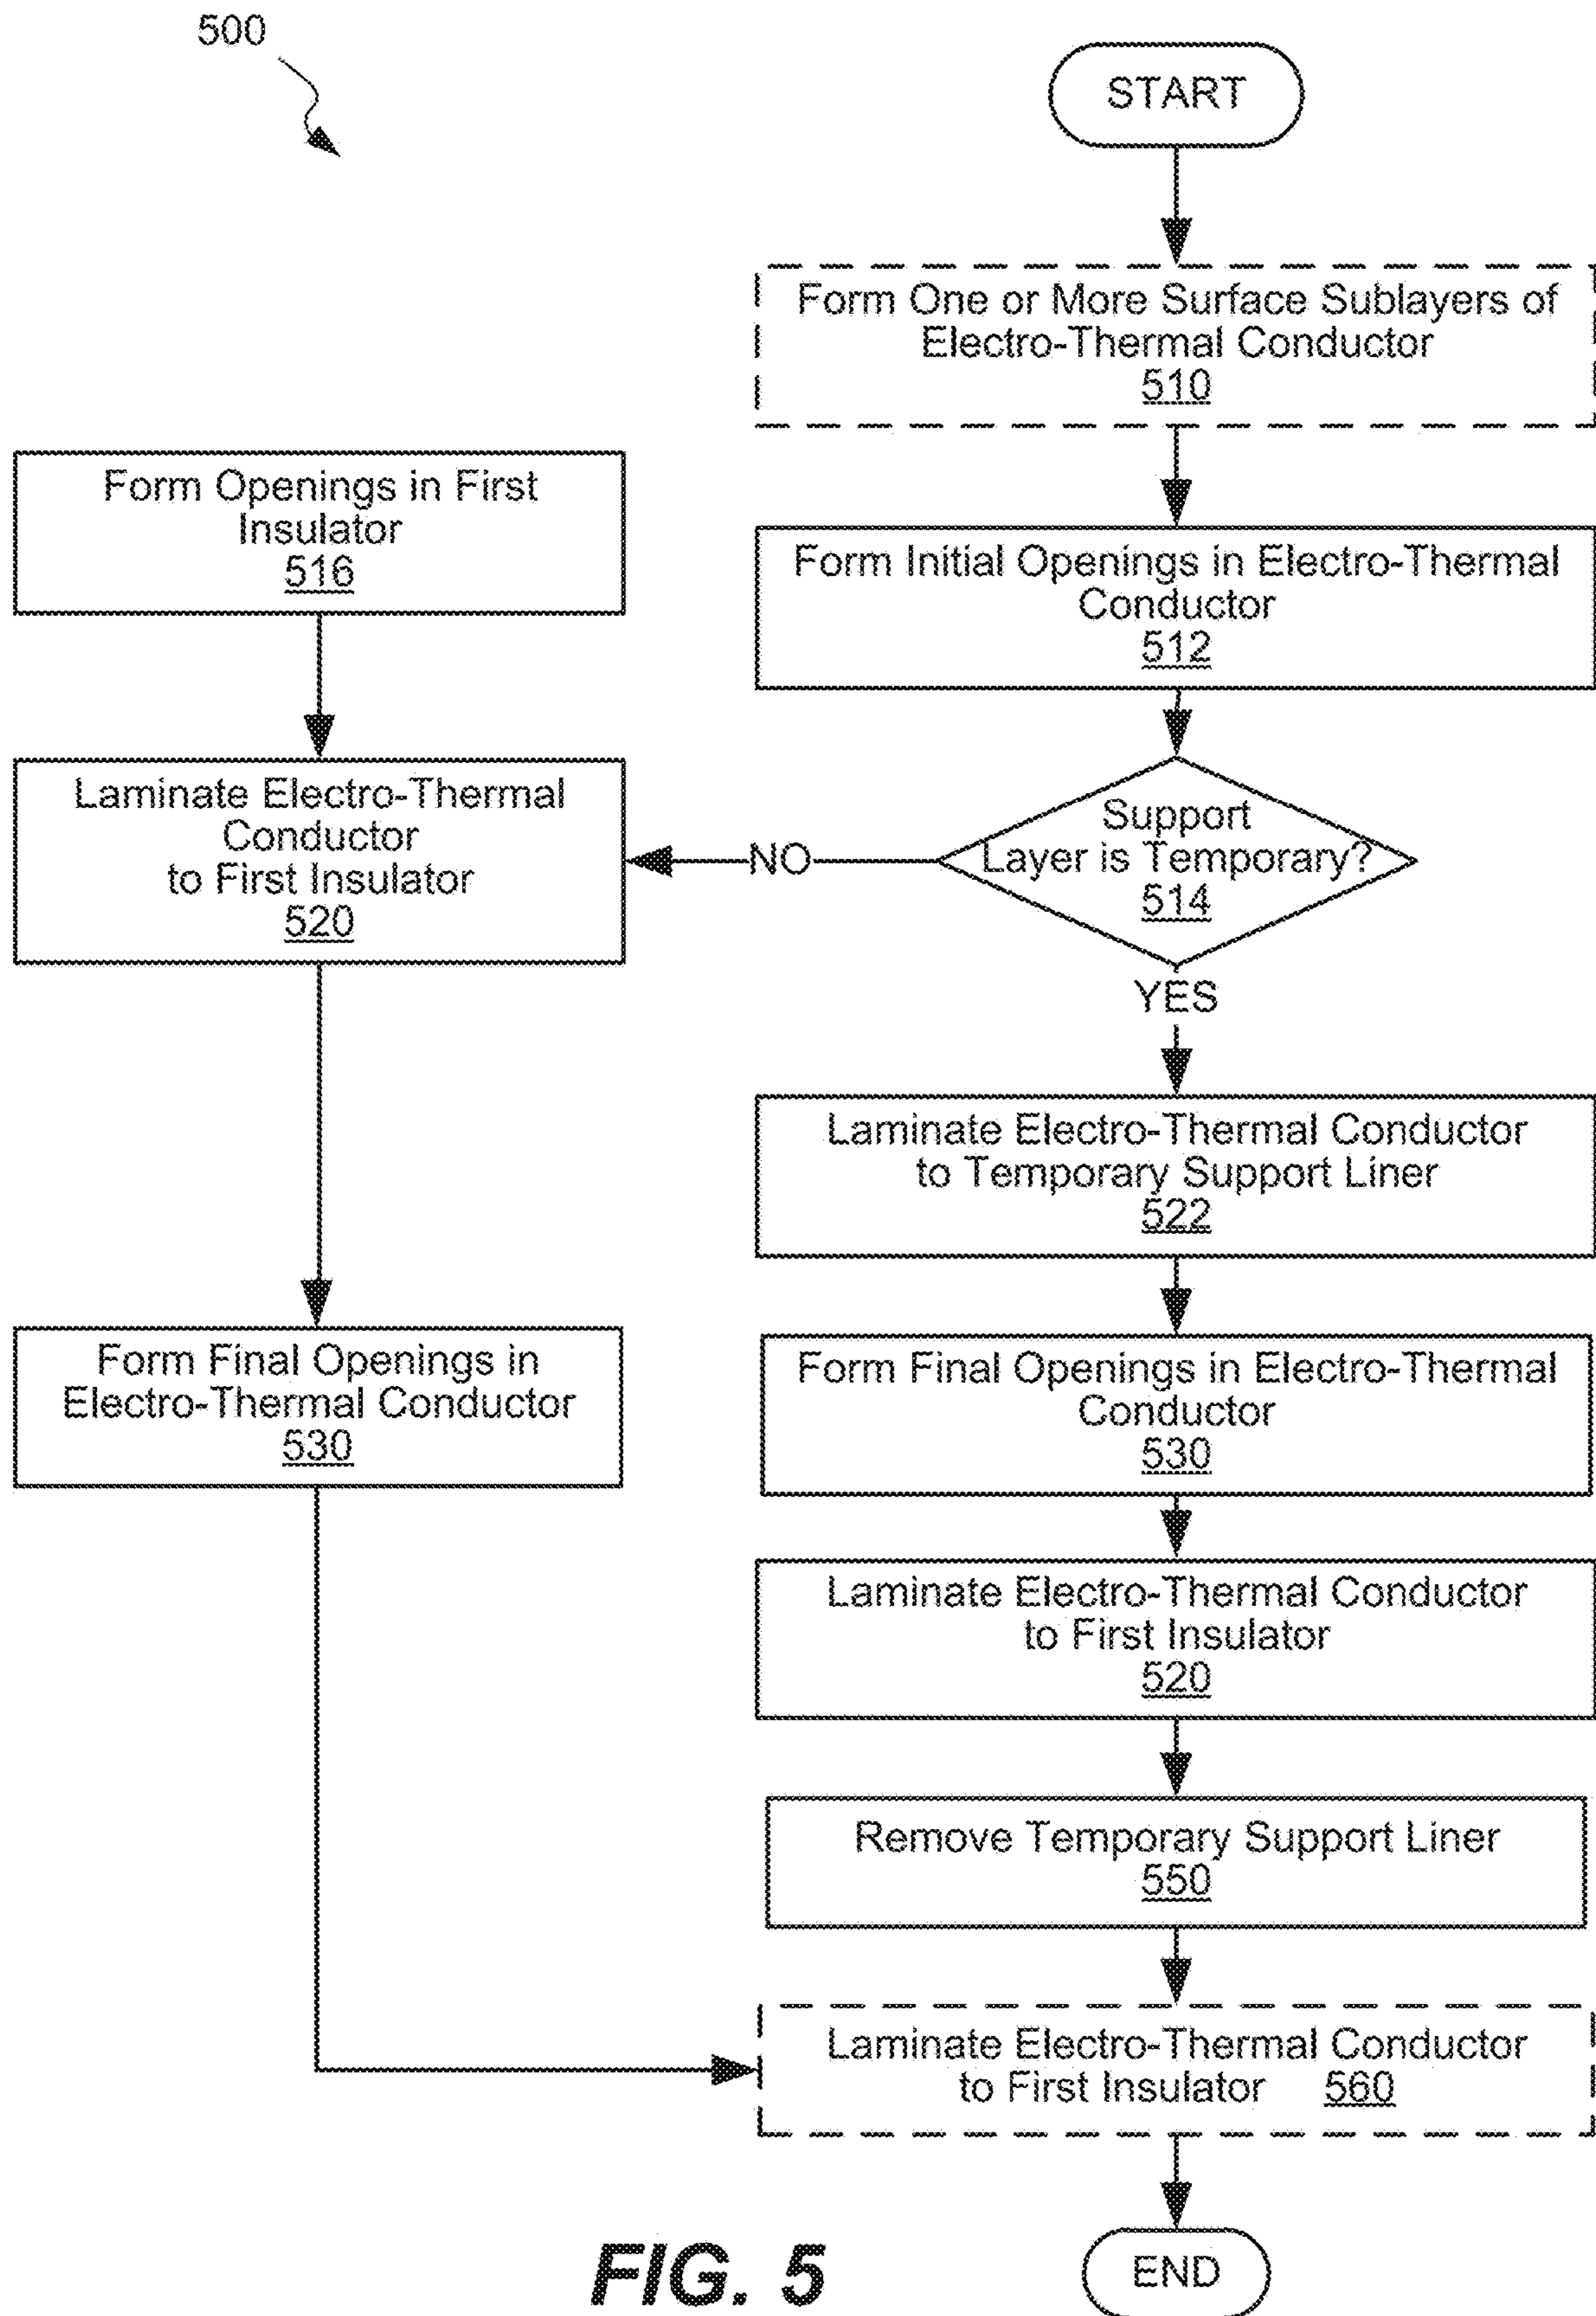 500
START
Form One or More Surface Sublayers of
Electro-Thermal Conductor
510
Form Openings in First
Insulator
516
Form Initial Openings in Electro-Thermal
Conductor
512
Laminate Electro-Thermal
Conductor
to First Insulator
520
NO
Support
Layer is Temporary?
514
YES
Laminate Electro-Thermal Conductor
to Temporary Support Liner
522
Form Final Openings in
Electro-Thermal Conductor
530
Form Final Openings in Electro-Thermal
Conductor
530
Laminate Electro-Thermal Conductor
to First Insulator
520
Remove Temporary Support Liner
550
Laminate Electro-Thermal Conductor
to First Insulator 560
END
FIG. 5